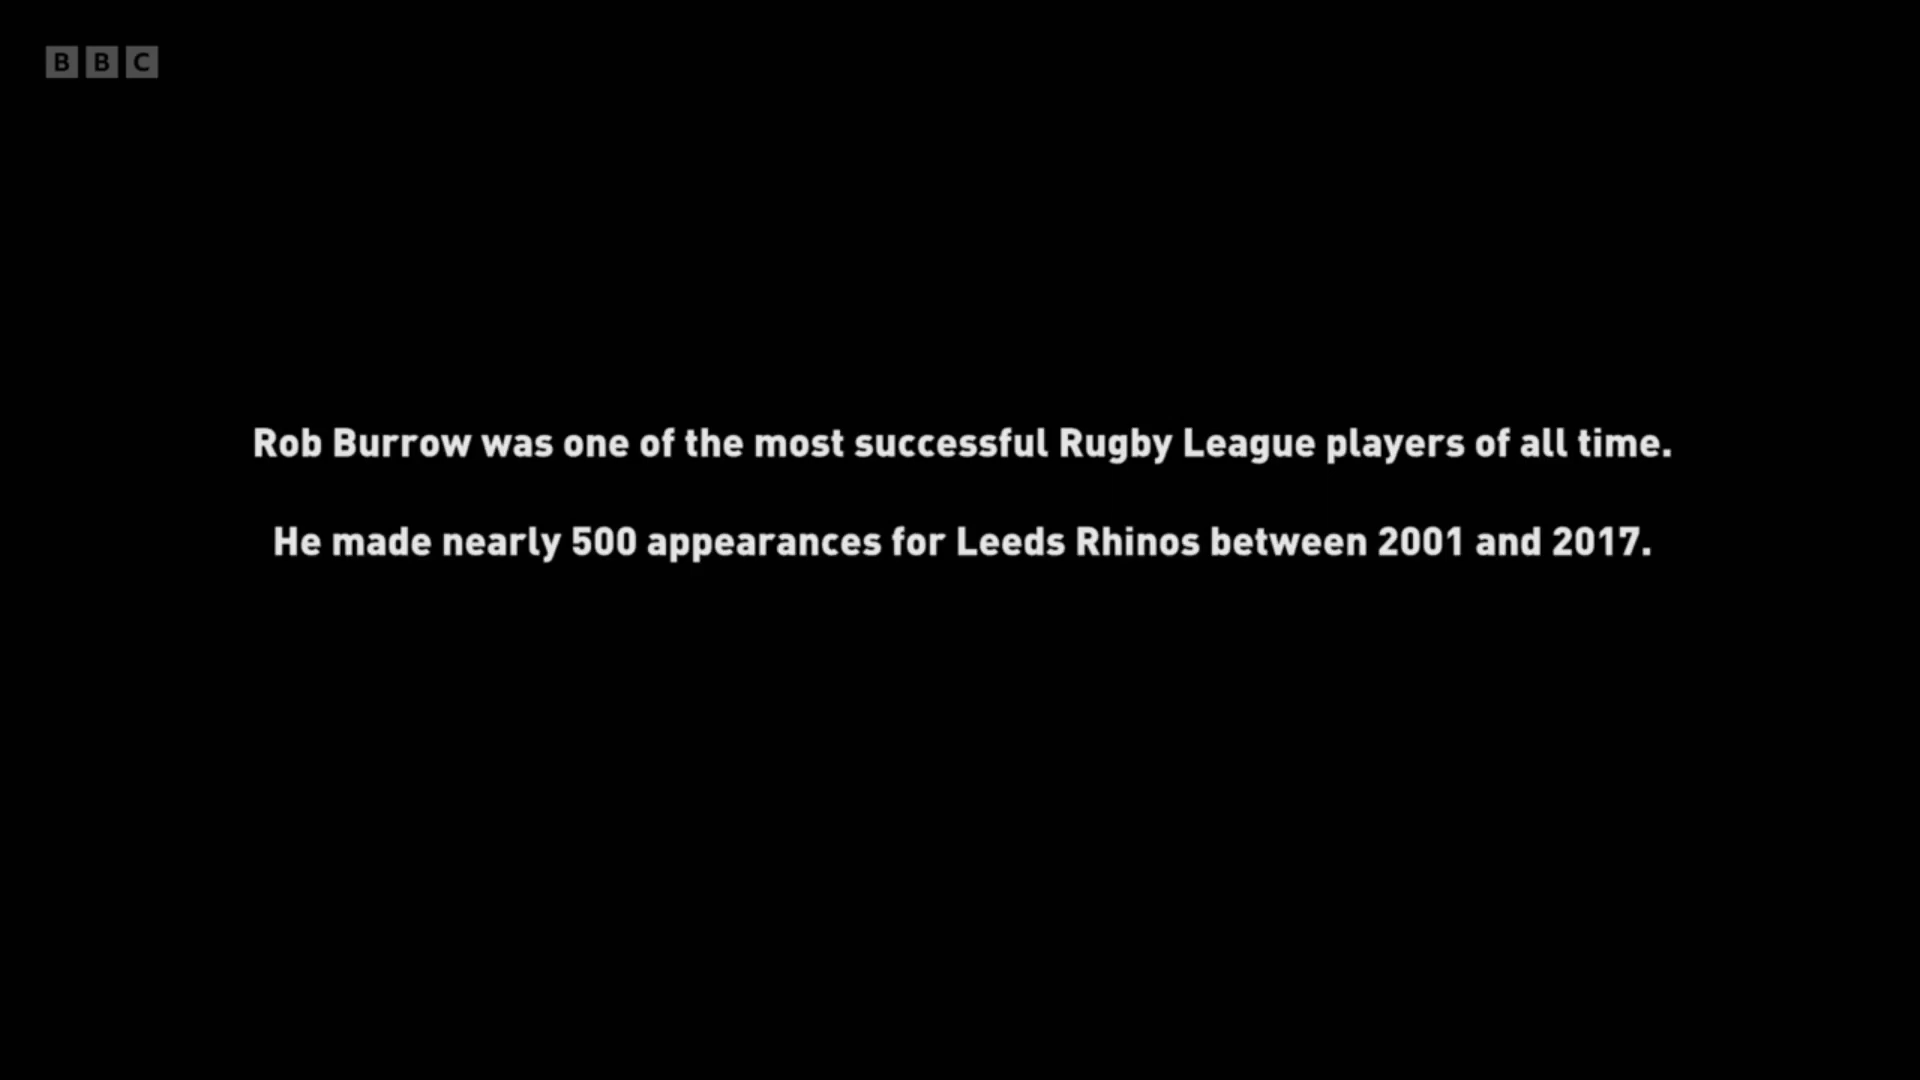 BBC
Rob Burrow was one of the most successful Rugby League players of all time.
He made nearly 500 appearances for Leeds Rhinos between 2001 and 2017.